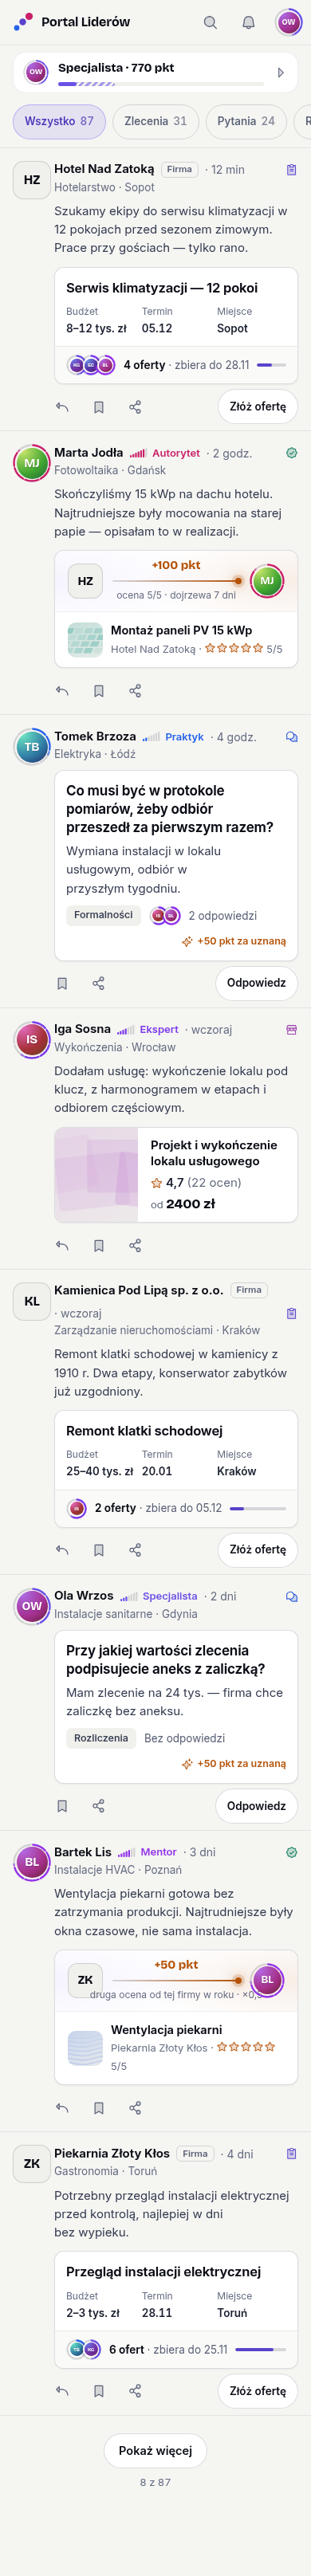 Portal Liderów
OW
OW
Specjalista · 770 pkt
Wszystko 87
Zlecenia 31
Pytania 24
HZ
Hotel Nad Zatoką Firma · 12 min
Hotelarstwo · Sopot
Szukamy ekipy do serwisu klimatyzacji w
12 pokojach przed sezonem zimowym.
Prace przy gościach — tylko rano.
Serwis klimatyzacji — 12 pokoi
Budżet Termin Miejsce
8–12 tys. zł 05.12 Sopot
4 oferty · zbiera do 28.11
Złóż ofertę
MJ
Marta Jodła Autorytet · 2 godz.
Fotowoltaika · Gdańsk
Skończyliśmy 15 kWp na dachu hotelu.
Najtrudniejsze były mocowania na starej
papie — opisałam to w realizacji.
HZ
+100 pkt
MJ
ocena 5/5 · dojrzewa 7 dni
Montaż paneli PV 15 kWp
Hotel Nad Zatoką · 5/5
TB
Tomek Brzoza Praktyk · 4 godz.
Elektryka · Łódź
Co musi być w protokole
pomiarów, żeby odbiór
przeszedł za pierwszym razem?
Wymiana instalacji w lokalu
usługowym, odbiór w
przyszłym tygodniu.
Formalności IS BL 2 odpowiedzi
+50 pkt za uznaną
Odpowiedz
IS
Iga Sosna Ekspert · wczoraj
Wykończenia · Wrocław
Dodałam usługę: wykończenie lokalu pod
klucz, z harmonogramem w etapach i
odbiorem częściowym.
Projekt i wykończenie
lokalu usługowego
4,7 (22 ocen)
od 2400 zł
KL
Kamienica Pod Lipą sp. z o.o. Firma
· wczoraj
Zarządzanie nieruchomościami · Kraków
Remont klatki schodowej w kamienicy z
1910 r. Dwa etapy, konserwator zabytków
już uzgodniony.
Remont klatki schodowej
Budżet Termin Miejsce
25–40 tys. zł 20.01 Kraków
IS 2 oferty · zbiera do 05.12
Złóż ofertę
OW
Ola Wrzos Specjalista · 2 dni
Instalacje sanitarne · Gdynia
Przy jakiej wartości zlecenia
podpisujecie aneks z zaliczką?
Mam zlecenie na 24 tys. — firma chce
zaliczkę bez aneksu.
Rozliczenia Bez odpowiedzi
+50 pkt za uznaną
Odpowiedz
BL
Bartek Lis Mentor · 3 dni
Instalacje HVAC · Poznań
Wentylacja piekarni gotowa bez
zatrzymania produkcji. Najtrudniejsze były
okna czasowe, nie sama instalacja.
ZK
+50 pkt
BL
druga ocena od tej firmy w roku · ×0,5
Wentylacja piekarni
Piekarnia Złoty Kłos ·
5/5
ZK
Piekarnia Złoty Kłos Firma · 4 dni
Gastronomia · Toruń
Potrzebny przegląd instalacji elektrycznej
przed kontrolą, najlepiej w dni
bez wypieku.
Przegląd instalacji elektrycznej
Budżet Termin Miejsce
2–3 tys. zł 28.11 Toruń
6 ofert · zbiera do 25.11
Złóż ofertę
Pokaż więcej
8 z 87